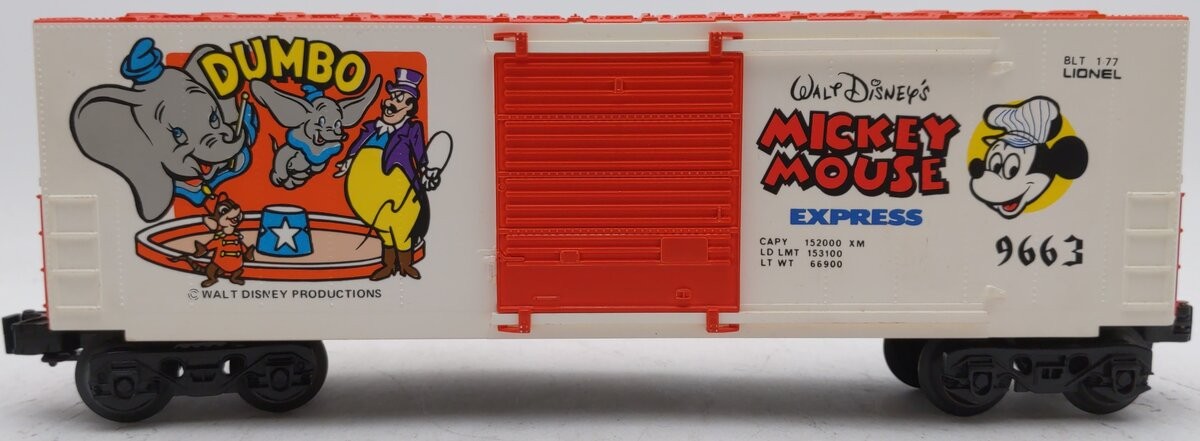 DUMBO
© WALT DISNEY PRODUCTIONS
WALT DISNEY'S
MICKEY
MOUSE
EXPRESS
CAPY 152000 XM
LD LMT 153100
LT WT 66900
BLT 1 77
LIONEL
9663